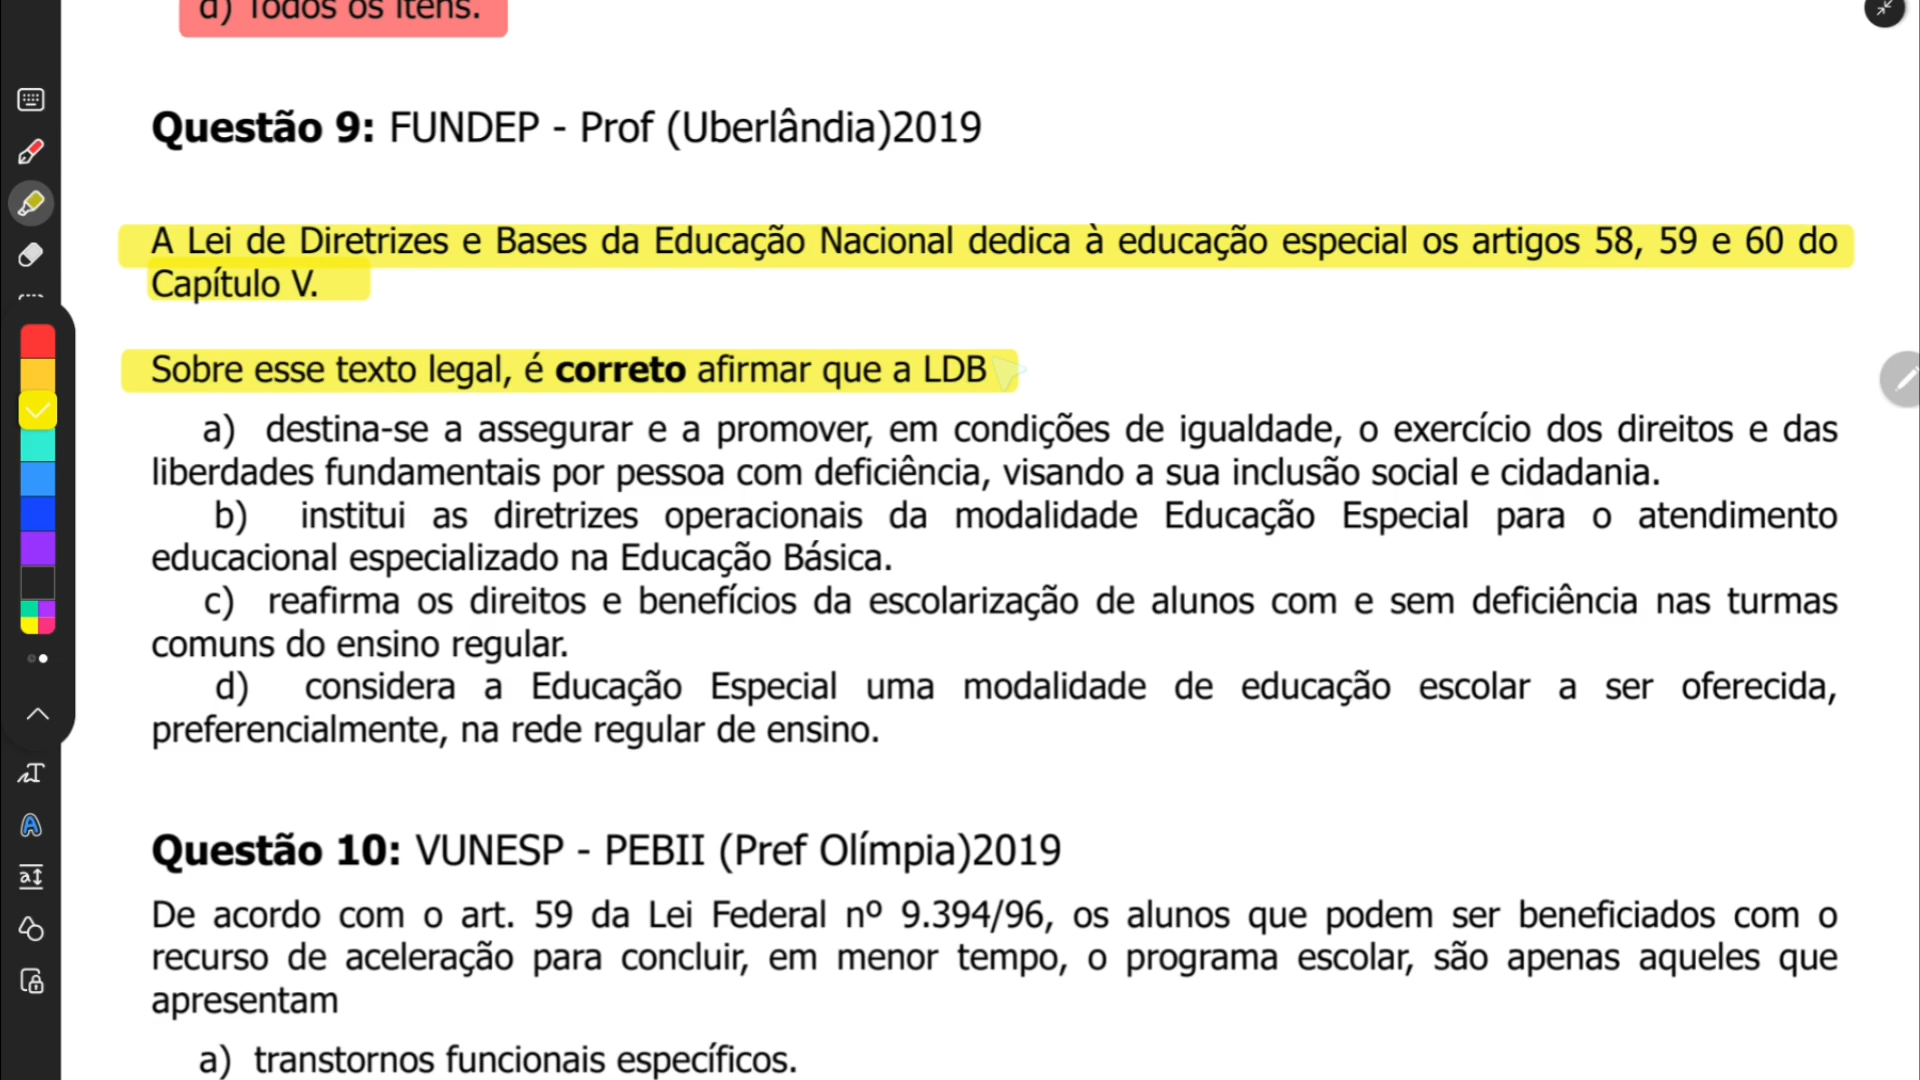 d) Todos os itens.
Questão 9: FUNDEP - Prof (Uberlândia)2019
A Lei de Diretrizes e Bases da Educação Nacional dedica à educação especial os artigos 58, 59 e 60 do
Capítulo V.
Sobre esse texto legal, é correto afirmar que a LDB
a) destina-se a assegurar e a promover, em condições de igualdade, o exercício dos direitos e das
liberdades fundamentais por pessoa com deficiência, visando a sua inclusão social e cidadania.
b) institui as diretrizes operacionais da modalidade Educação Especial para o atendimento
educacional especializado na Educação Básica.
c) reafirma os direitos e benefícios da escolarização de alunos com e sem deficiência nas turmas
comuns do ensino regular.
d) considera a Educação Especial uma modalidade de educação escolar a ser oferecida,
preferencialmente, na rede regular de ensino.
Questão 10: VUNESP - PEBII (Pref Olímpia)2019
De acordo com o art. 59 da Lei Federal nº 9.394/96, os alunos que podem ser beneficiados com o
recurso de aceleração para concluir, em menor tempo, o programa escolar, são apenas aqueles que
apresentam
a) transtornos funcionais específicos.